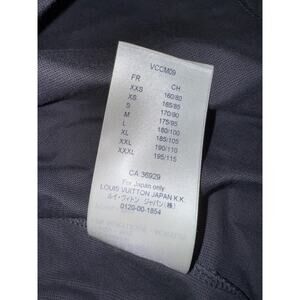 VCCM09
FR CH
XXS 160/80
XS 165/85
S 170/90
M 175/95
L 180/100
XL 185/105
XXL 190/110
XXXL 195/115
CA 36929
For Japan only
LOUIS VUITTON JAPAN K.K.
ルイ・ヴィトン ジャパン(株)
0120-00-1854